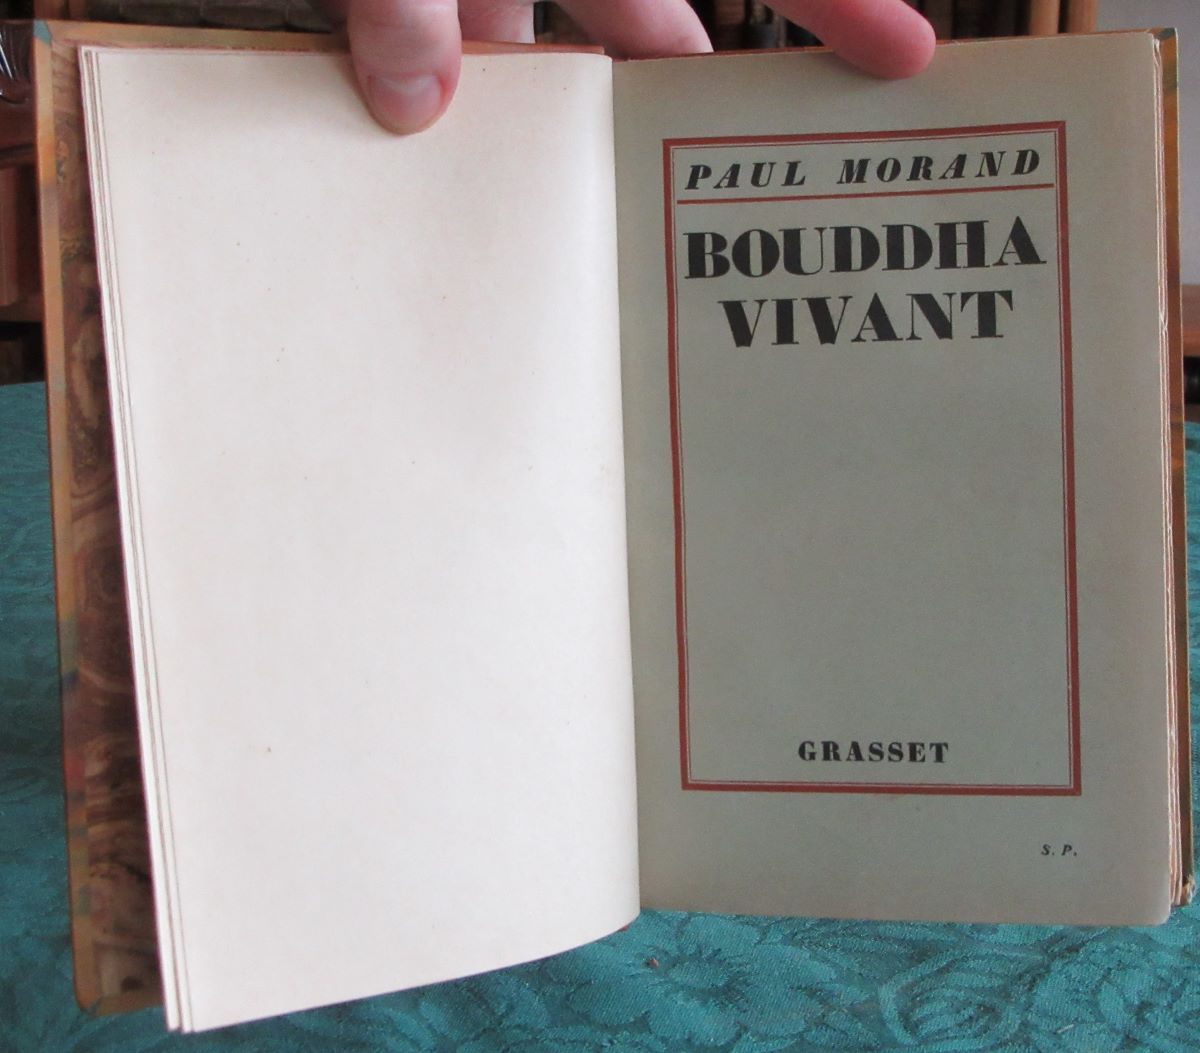 PAUL MORAND
BOUDDHA
VIVANT
GRASSET
S. P.